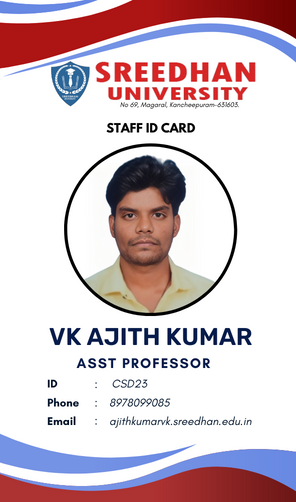 SREEDHAN
UNIVERSITY
No 69, Magaral, Kancheepuram-631603.
STAFF ID CARD
VK AJITH KUMAR
ASST PROFESSOR
ID : CSD23
Phone : 8978099085
Email : ajithkumarvk.sreedhan.edu.in